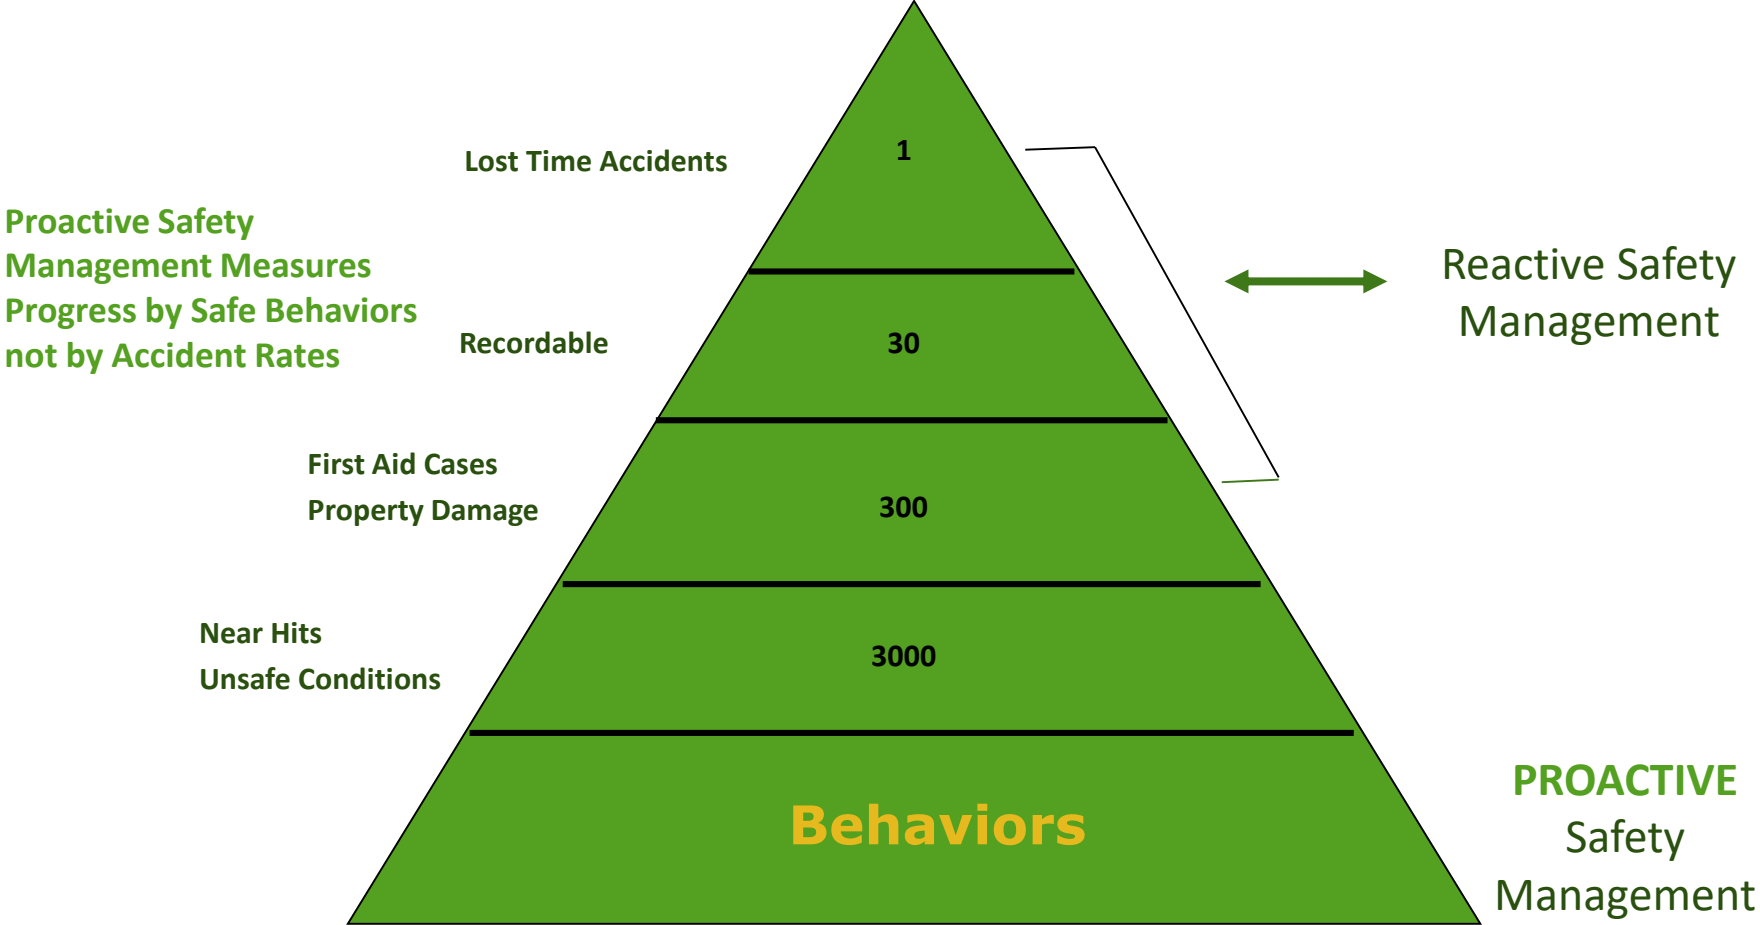 Lost Time Accidents
1
Proactive Safety
Management Measures
Progress by Safe Behaviors
not by Accident Rates
Reactive Safety
Management
Recordable
30
First Aid Cases
Property Damage
300
Near Hits
Unsafe Conditions
3000
Behaviors
PROACTIVE
Safety
Management